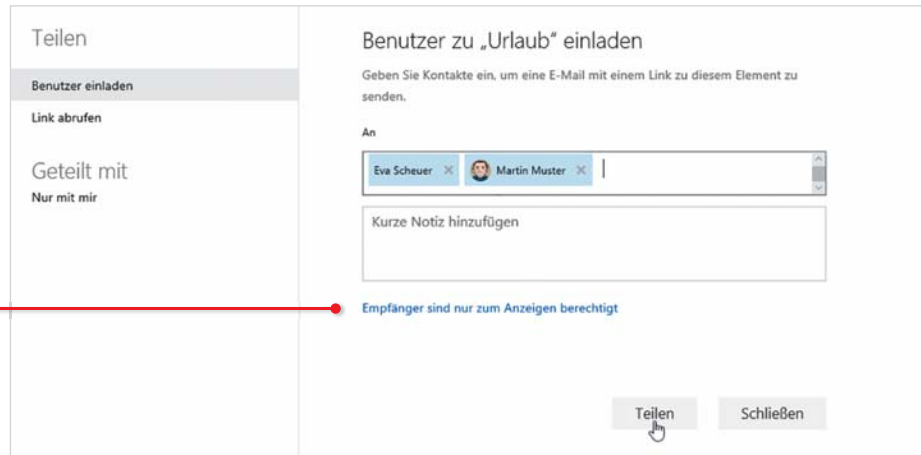 Teilen
Benutzer einladen
Link abrufen
Geteilt mit
Nur mit mir
Benutzer zu „Urlaub“ einladen
Geben Sie Kontakte ein, um eine E-Mail mit einem Link zu diesem Element zu
senden.
An
Eva Scheuer × Martin Muster ×
Kurze Notiz hinzufügen
Empfänger sind nur zum Anzeigen berechtigt
Teilen Schließen